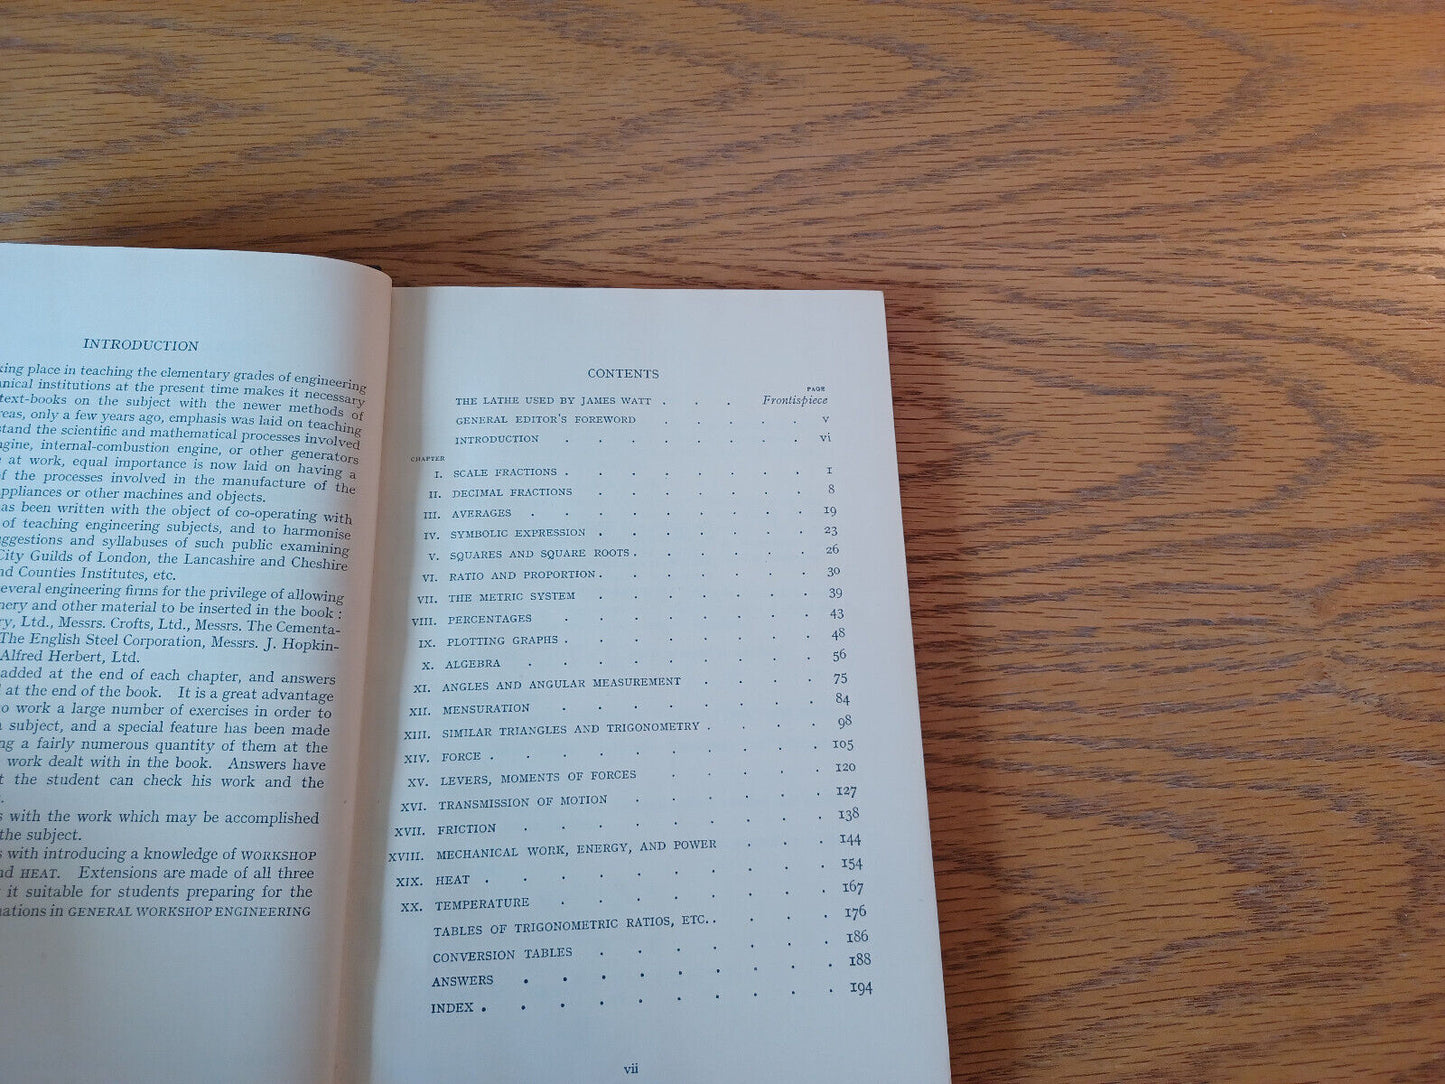 INTRODUCTION
king place in teaching the elementary grades of engineering
nical institutions at the present time makes it necessary
text-books on the subject with the newer methods of
reas, only a few years ago, emphasis was laid on teaching
stand the scientific and mathematical processes involved
ngine, internal-combustion engine, or other generators
e at work, equal importance is now laid on having a
of the processes involved in the manufacture of the
ppliances or other machines and objects.
as been written with the object of co-operating with
of teaching engineering subjects, and to harmonise
uggestions and syllabuses of such public examining
City Guilds of London, the Lancashire and Cheshire
nd Counties Institutes, etc.
several engineering firms for the privilege of allowing
nery and other material to be inserted in the book :
ry, Ltd., Messrs. Crofts, Ltd., Messrs. The Cementa-
The English Steel Corporation, Messrs. J. Hopkin-
Alfred Herbert, Ltd.
added at the end of each chapter, and answers
d at the end of the book. It is a great advantage
to work a large number of exercises in order to
a subject, and a special feature has been made
ng a fairly numerous quantity of them at the
work dealt with in the book. Answers have
t the student can check his work and the
s with the work which may be accomplished
the subject.
s with introducing a knowledge of WORKSHOP
nd HEAT. Extensions are made of all three
it suitable for students preparing for the
nations in GENERAL WORKSHOP ENGINEERING
CONTENTS
PAGE
THE LATHE USED BY JAMES WATT . . . Frontispiece
GENERAL EDITOR'S FOREWORD . . . . . v
INTRODUCTION . . . . . . . vi
CHAPTER
I. SCALE FRACTIONS . . . . . . . 1
II. DECIMAL FRACTIONS . . . . . . 8
III. AVERAGES . . . . . . . . 19
IV. SYMBOLIC EXPRESSION . . . . . . 23
V. SQUARES AND SQUARE ROOTS . . . . . 26
VI. RATIO AND PROPORTION . . . . . . 30
VII. THE METRIC SYSTEM . . . . . . 39
VIII. PERCENTAGES . . . . . . . 43
IX. PLOTTING GRAPHS . . . . . . . 48
X. ALGEBRA . . . . . . . . 56
XI. ANGLES AND ANGULAR MEASUREMENT . . . . 75
XII. MENSURATION . . . . . . . 84
XIII. SIMILAR TRIANGLES AND TRIGONOMETRY . . . . 98
XIV. FORCE . . . . . . . . . 105
XV. LEVERS, MOMENTS OF FORCES . . . . . 120
XVI. TRANSMISSION OF MOTION . . . . . . 127
XVII. FRICTION . . . . . . . . 138
XVIII. MECHANICAL WORK, ENERGY, AND POWER . . . 144
XIX. HEAT . . . . . . . . . 154
XX. TEMPERATURE . . . . . . . 167
TABLES OF TRIGONOMETRIC RATIOS, ETC. . . . . 176
CONVERSION TABLES . . . . . . 186
ANSWERS . . . . . . . . 188
INDEX . . . . . . . . . 194
vii